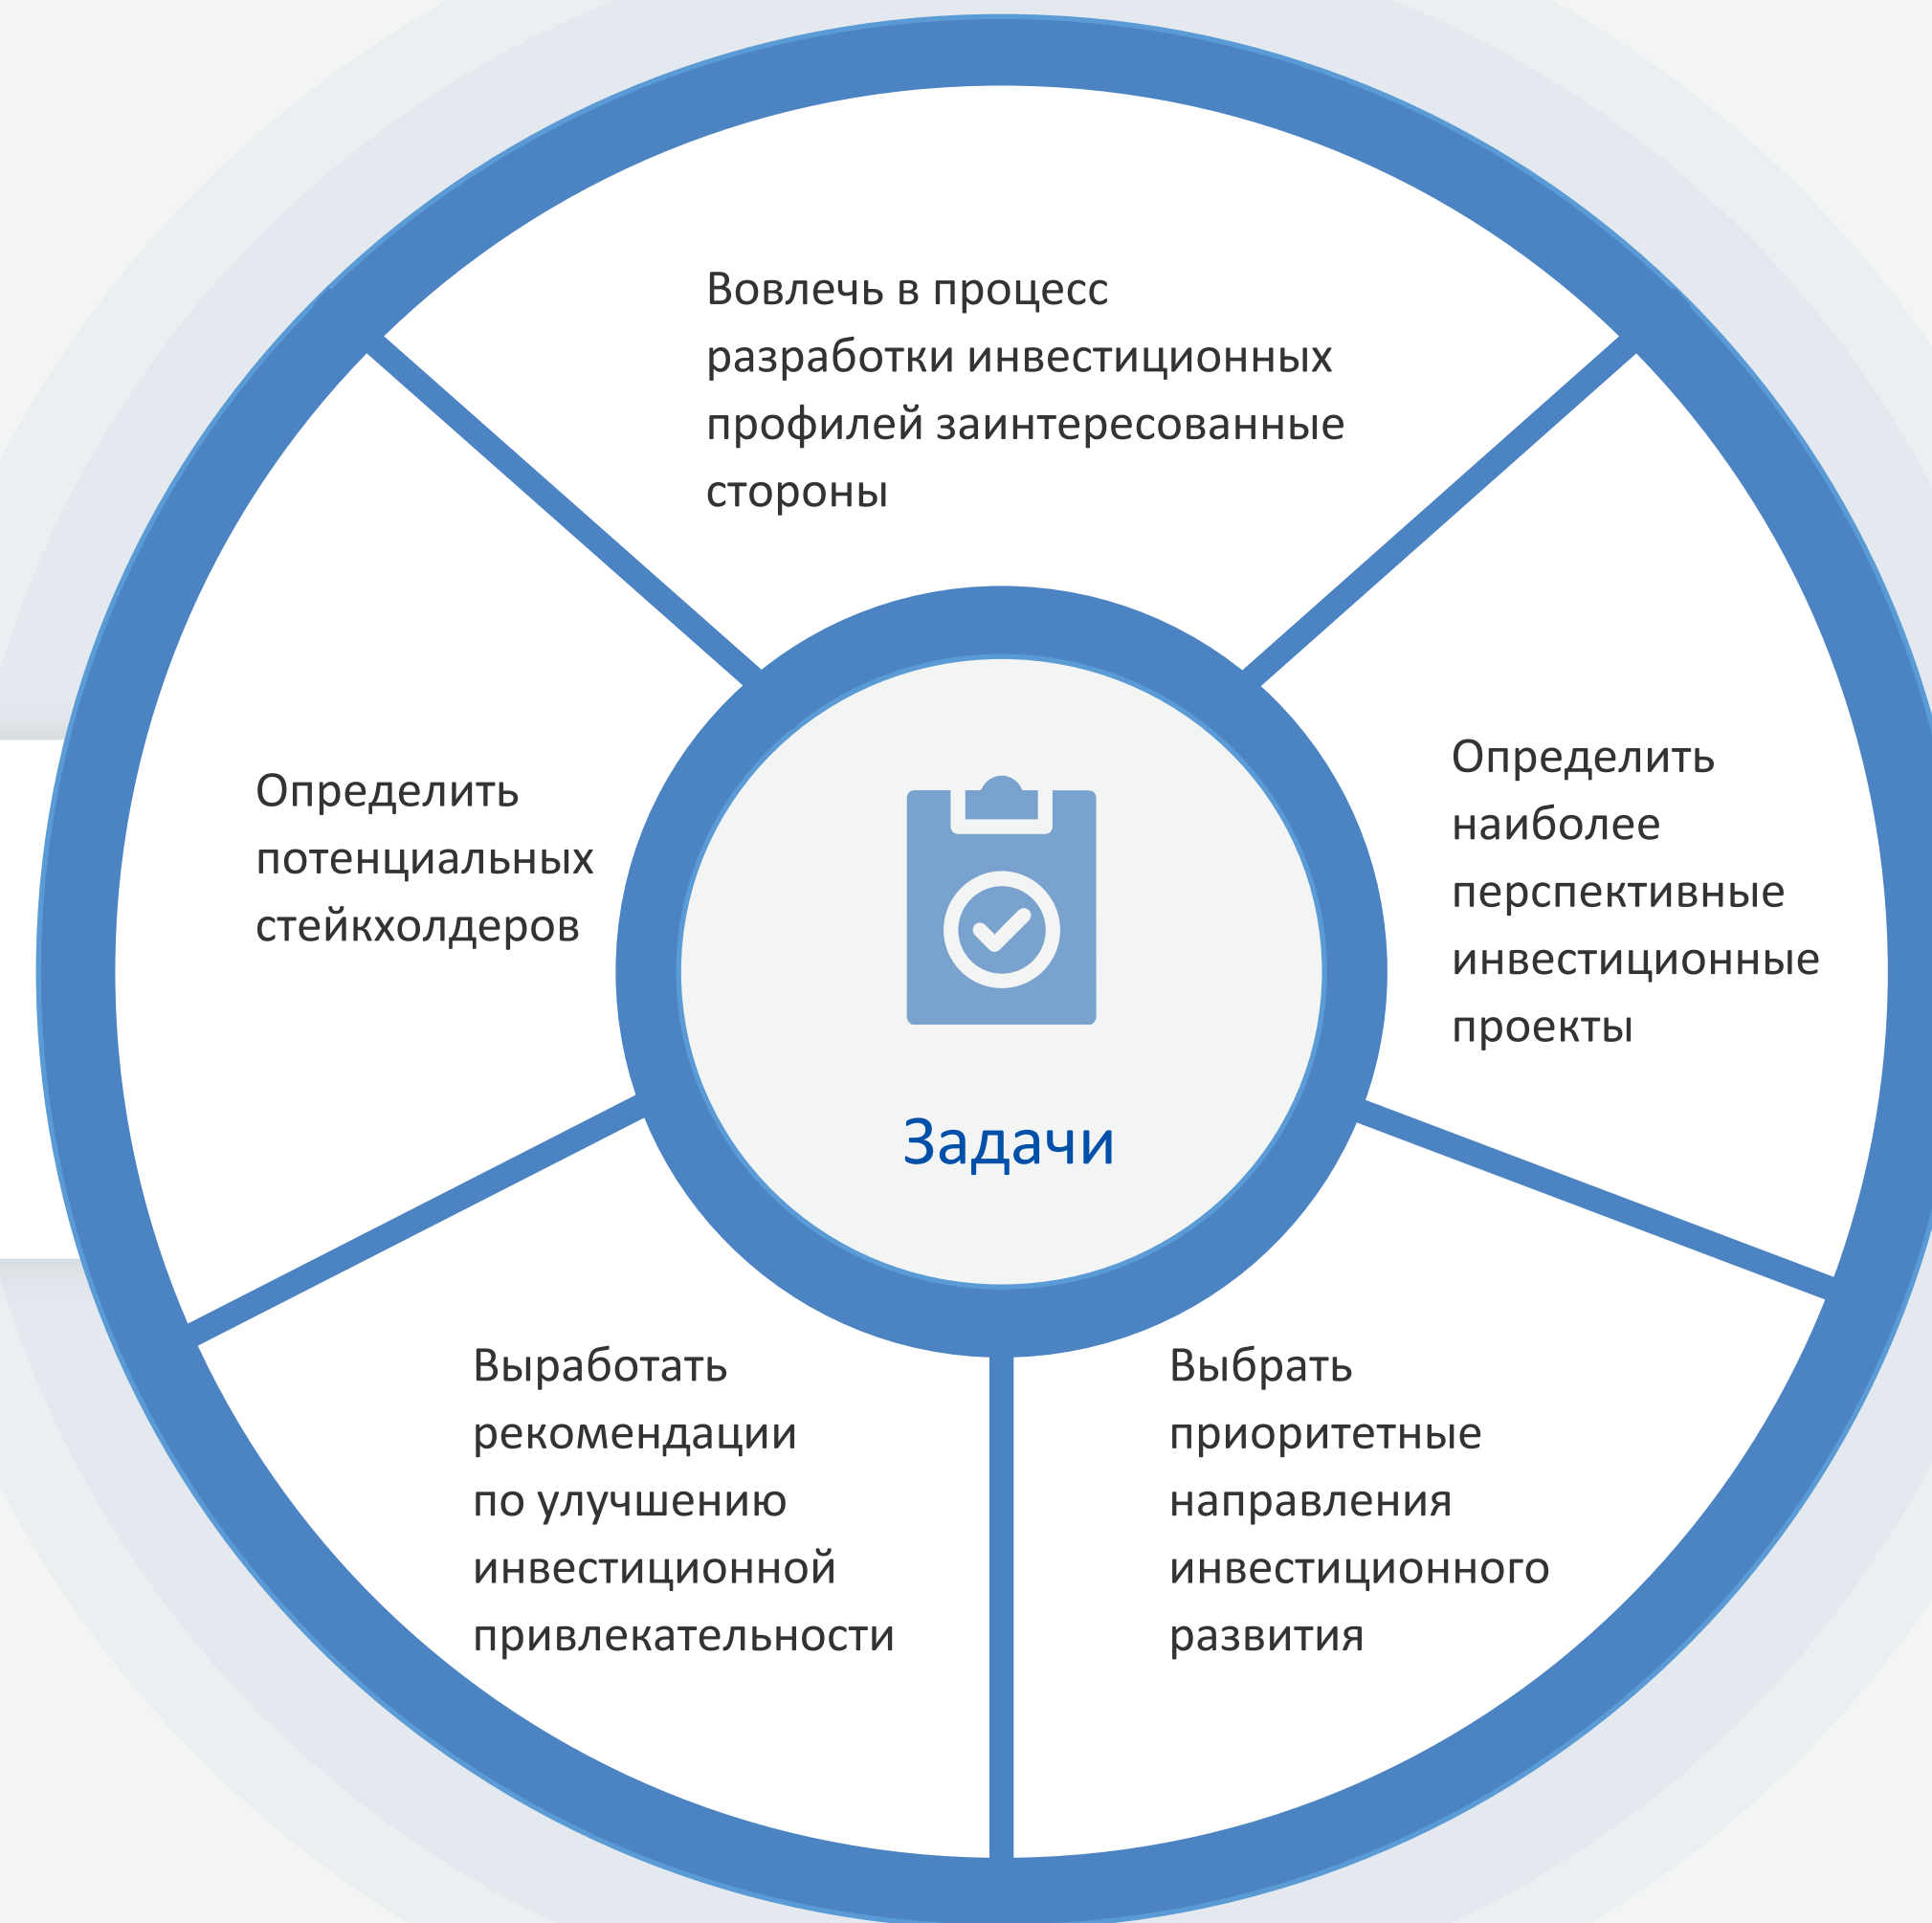 Вовлечь в процесс
разработки инвестиционных
профилей заинтересованные
стороны
Определить
потенциальных
стейкхолдеров
Определить
наиболее
перспективные
инвестиционные
проекты
Задачи
Выработать
рекомендации
по улучшению
инвестиционной
привлекательности
Выбрать
приоритетные
направления
инвестиционного
развития